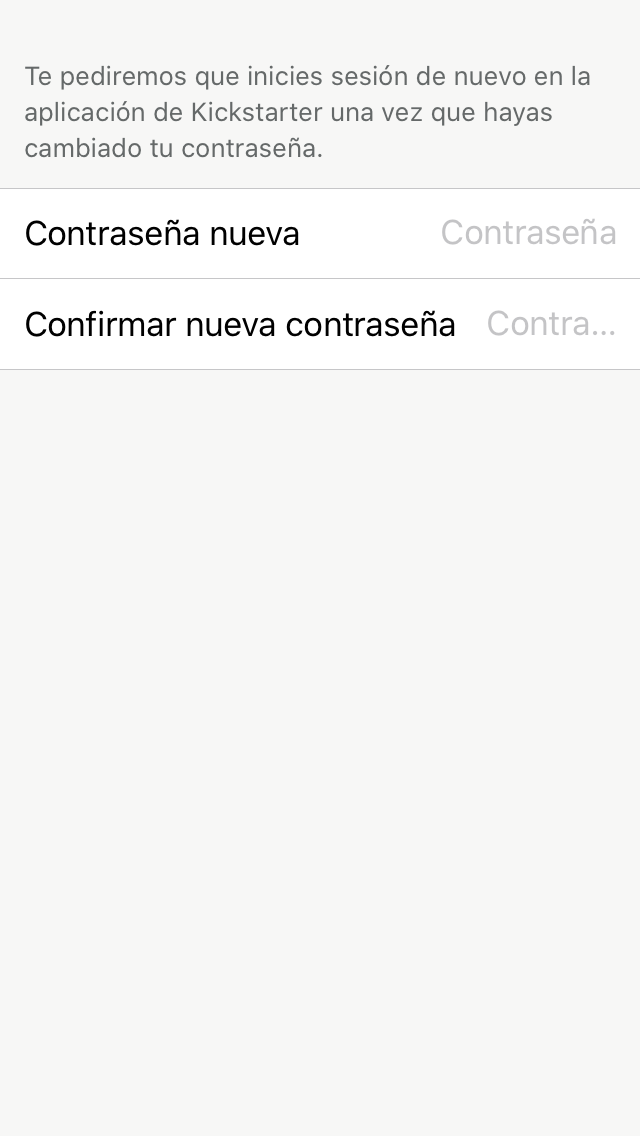 Te pediremos que inicies sesión de nuevo en la
aplicación de Kickstarter una vez que hayas
cambiado tu contraseña.
Contraseña nueva Contraseña
Confirmar nueva contraseña Contra...